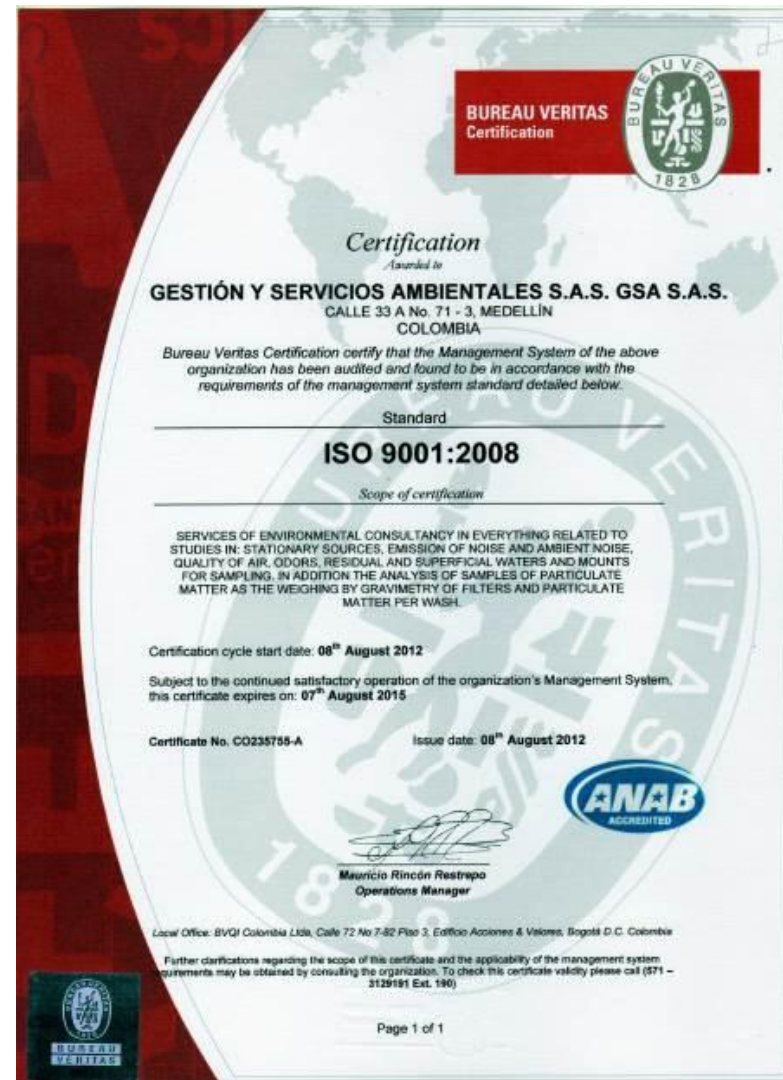 BUREAU VERITAS
Certification
BUREAU VERITAS
1828
Certification
Awarded to
GESTIÓN Y SERVICIOS AMBIENTALES S.A.S. GSA S.A.S.
CALLE 33 A No. 71 - 3, MEDELLÍN
COLOMBIA
Bureau Veritas Certification certify that the Management System of the above
organization has been audited and found to be in accordance with the
requirements of the management system standard detailed below.
Standard
ISO 9001:2008
Scope of certification
SERVICES OF ENVIRONMENTAL CONSULTANCY IN EVERYTHING RELATED TO
STUDIES IN: STATIONARY SOURCES, EMISSION OF NOISE AND AMBIENT NOISE,
QUALITY OF AIR, ODORS, RESIDUAL AND SUPERFICIAL WATERS AND MOUNTS
FOR SAMPLING. IN ADDITION THE ANALYSIS OF SAMPLES OF PARTICULATE
MATTER AS THE WEIGHING BY GRAVIMETRY OF FILTERS AND PARTICULATE
MATTER PER WASH.
Certification cycle start date: 08th August 2012
Subject to the continued satisfactory operation of the organization's Management System,
this certificate expires on: 07th August 2015
Certificate No. CO235755-A Issue date: 08th August 2012
ANAB
ACCREDITED
Mauricio Rincón Restrepo
Operations Manager
Local Office: BVQI Colombia Ltda, Calle 72 No 7-82 Piso 3, Edificio Acciones & Valores, Bogotá D.C. Colombia
Further clarifications regarding the scope of this certificate and the applicability of the management system
requirements may be obtained by consulting the organization. To check this certificate validity please call (571 –
3129191 Ext. 190)
Page 1 of 1
BUREAU
VERITAS
BUREAU VERITAS
1828